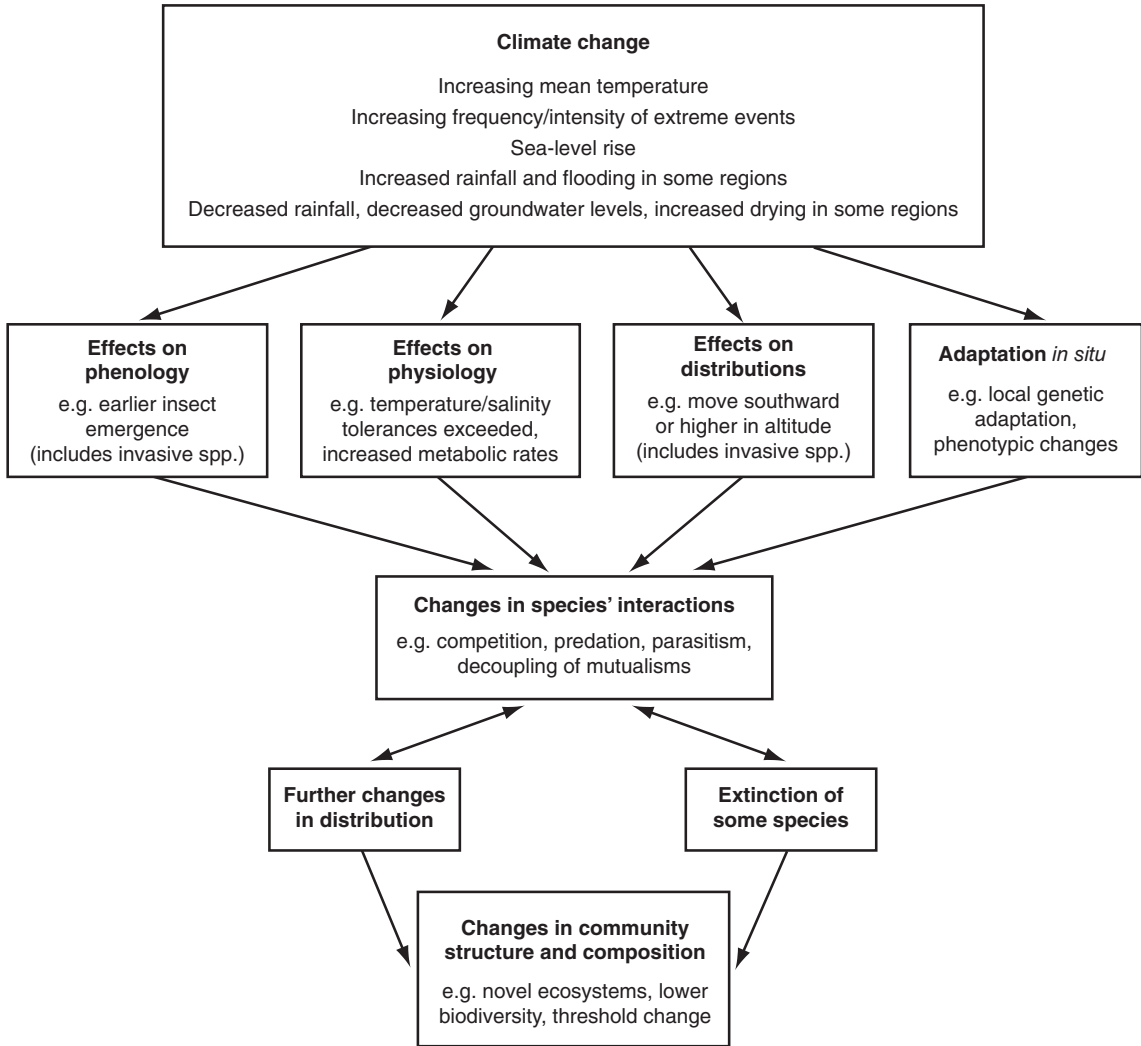 Climate change
Increasing mean temperature
Increasing frequency/intensity of extreme events
Sea-level rise
Increased rainfall and flooding in some regions
Decreased rainfall, decreased groundwater levels, increased drying in some regions
Effects on
phenology
e.g. earlier insect
emergence
(includes invasive spp.)
Effects on
physiology
e.g. temperature/salinity
tolerances exceeded,
increased metabolic rates
Effects on
distributions
e.g. move southward
or higher in altitude
(includes invasive spp.)
Adaptation in situ
e.g. local genetic
adaptation,
phenotypic changes
Changes in species’ interactions
e.g. competition, predation, parasitism,
decoupling of mutualisms
Further changes
in distribution
Extinction of
some species
Changes in community
structure and composition
e.g. novel ecosystems, lower
biodiversity, threshold change